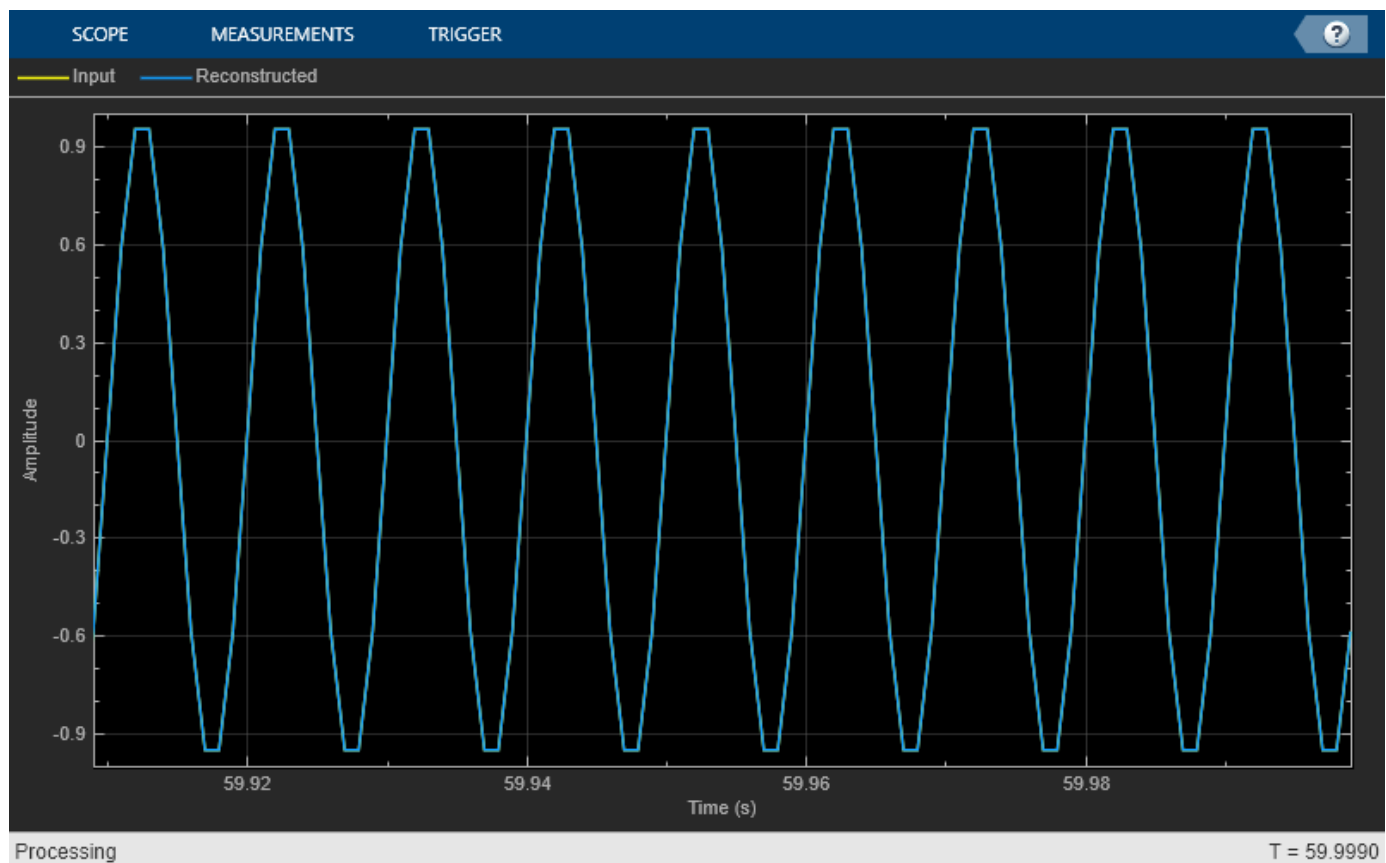 SCOPE MEASUREMENTS TRIGGER ?
Input Reconstructed
0.9
0.6
0.3
0
-0.3
-0.6
-0.9
Amplitude
59.92 59.94 59.96 59.98
Time (s)
Processing T = 59.9990